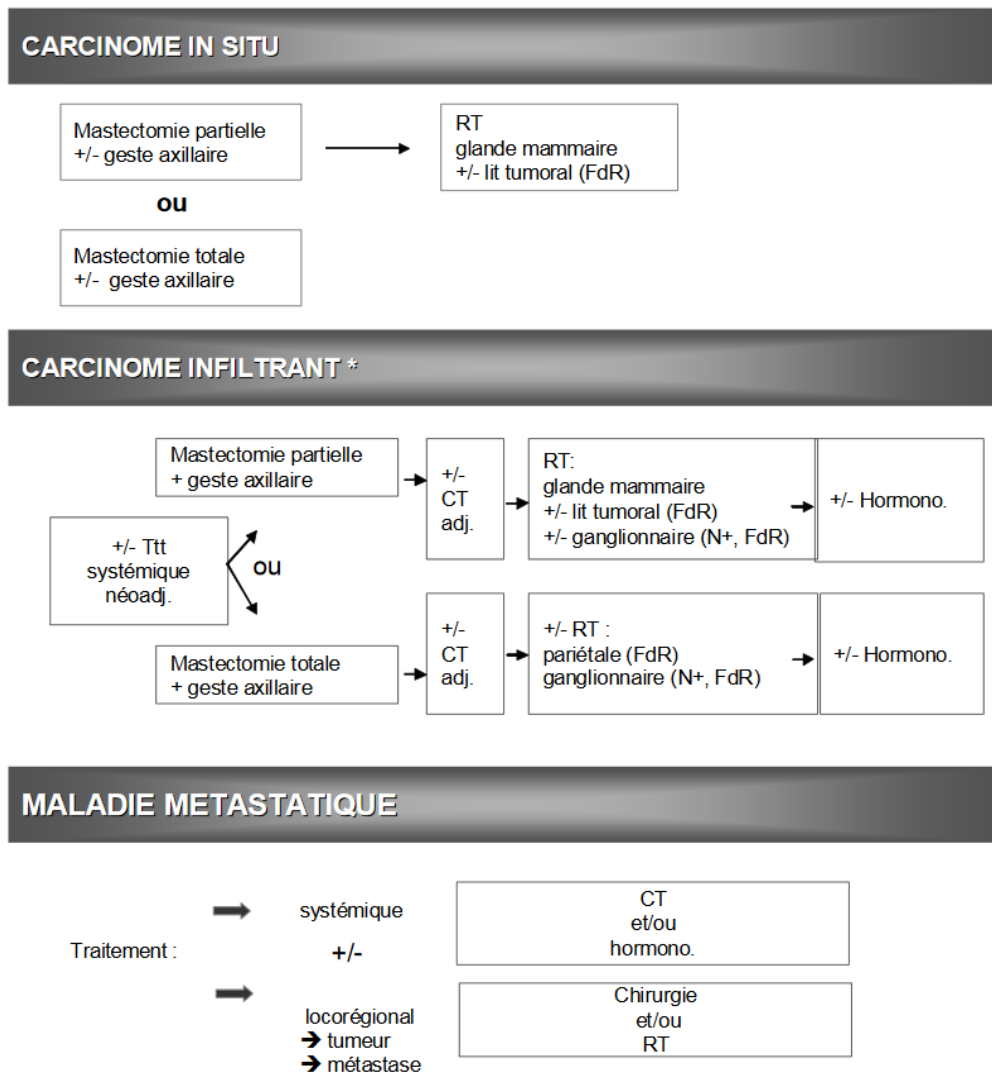 CARCINOME IN SITU
Mastectomie partielle
+/- geste axillaire
RT
glande mammaire
+/- lit tumoral (FdR)
ou
Mastectomie totale
+/- geste axillaire
CARCINOME INFILTRANT *
+/- Ttt
systémique
néoadj.
ou
Mastectomie partielle
+ geste axillaire
+/-
CT
adj.
RT:
glande mammaire
+/- lit tumoral (FdR)
+/- ganglionnaire (N+, FdR)
+/- Hormono.
Mastectomie totale
+ geste axillaire
+/-
CT
adj.
+/- RT :
pariétale (FdR)
ganglionnaire (N+, FdR)
+/- Hormono.
MALADIE METASTATIQUE
Traitement :
systémique
+/-
locorégional
➔ tumeur
➔ métastase
CT
et/ou
hormono.
Chirurgie
et/ou
RT